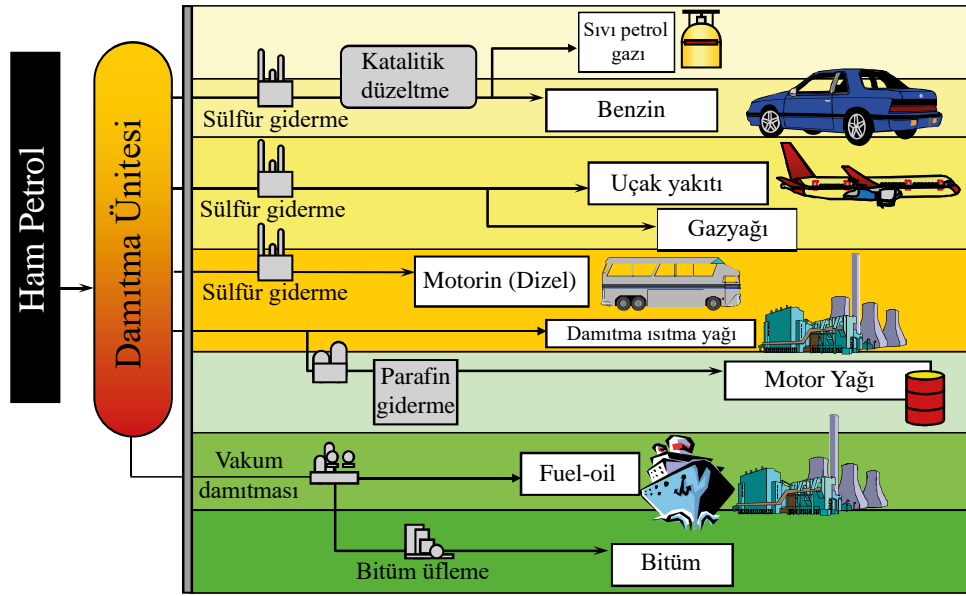 Ham Petrol
Damıtma Ünitesi
Sıvı petrol
gazı
Katalitik
düzeltme
Sülfür giderme
Benzin
Uçak yakıtı
Sülfür giderme
Gazyağı
Motorin (Dizel)
Sülfür giderme
Damıtma ısıtma yağı
Parafin
giderme
Motor Yağı
Vakum
damıtması
Fuel-oil
Bitüm üfleme
Bitüm